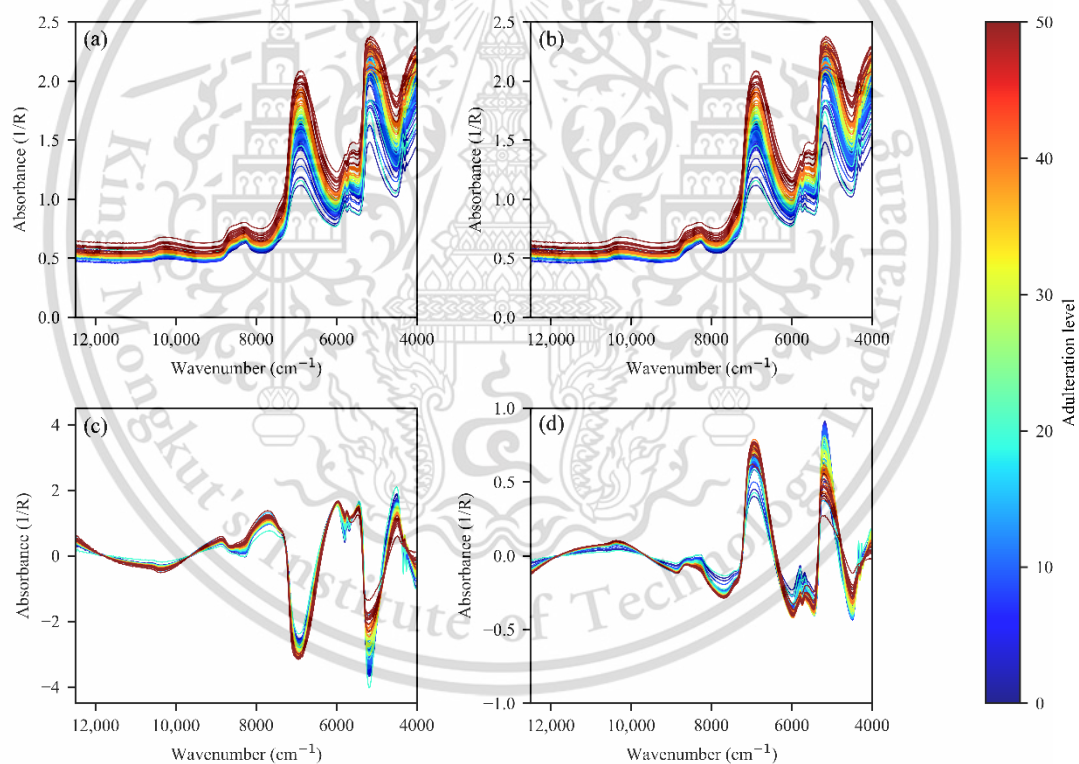 (a)
2.5
2.0
1.5
1.0
0.5
0.0
Absorbance (1/R)
12,000 10,000 8000 6000 4000
Wavenumber (cm⁻¹)
(b)
2.5
2.0
1.5
1.0
0.5
0.0
Absorbance (1/R)
12,000 10,000 8000 6000 4000
Wavenumber (cm⁻¹)
(c)
4
2
0
−2
−4
Absorbance (1/R)
12,000 10,000 8000 6000 4000
Wavenumber (cm⁻¹)
(d)
1.0
0.5
0.0
−0.5
−1.0
Absorbance (1/R)
12,000 10,000 8000 6000 4000
Wavenumber (cm⁻¹)
50
40
30
20
10
0
Adulteration level
King Mongkut's Institute of Technology Ladkrabang